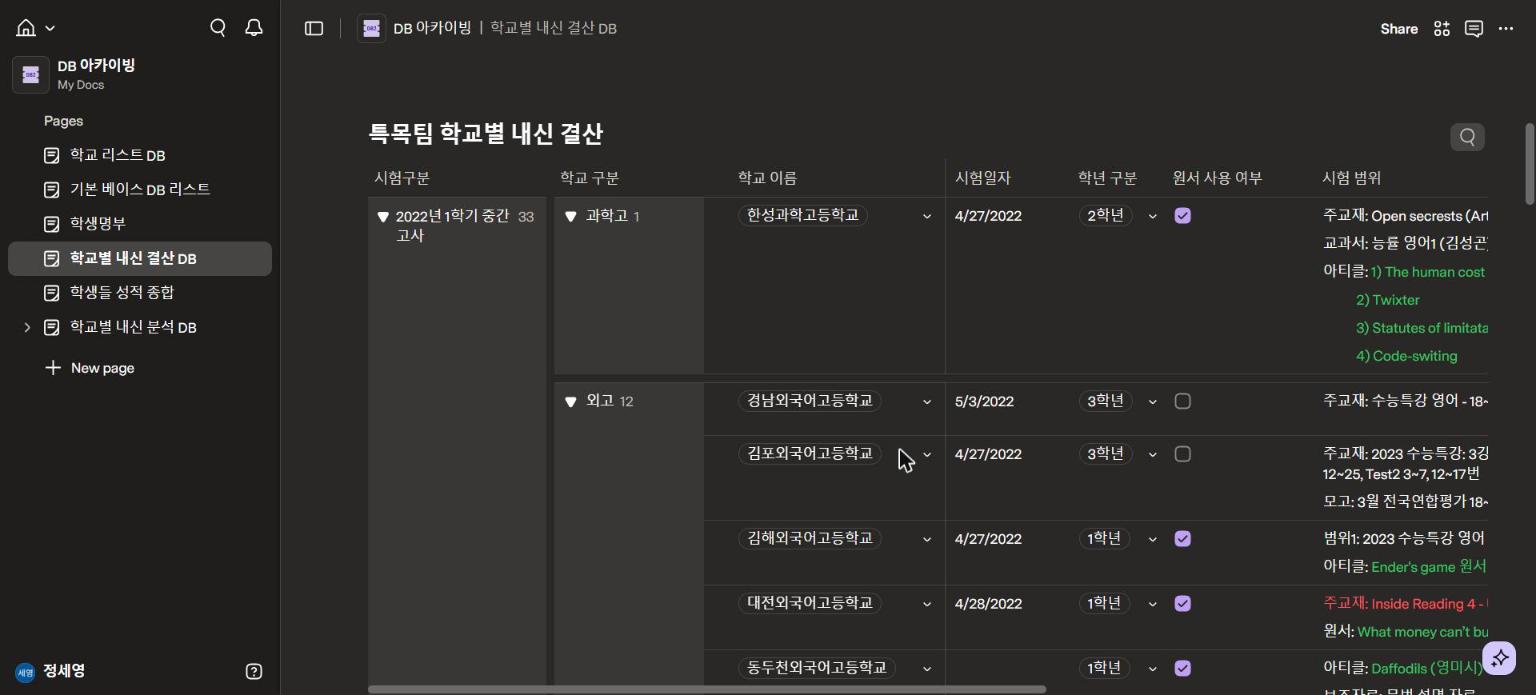 DB 아카이빙 | 학교별 내신 결산 DB
Share
DB 아카이빙
My Docs
Pages
학교 리스트 DB
기본 베이스 DB 리스트
학생명부
학교별 내신 결산 DB
학생들 성적 종합
학교별 내신 분석 DB
New page
세영 정세영
특목팀 학교별 내신 결산
시험구분 학교 구분 학교 이름 시험일자 학년 구분 원서 사용 여부 시험 범위
2022년 1학기 중간 33
고사
과학고 1
한성과학고등학교 4/27/2022 2학년 주교재: Open secrests (Art
교과서: 능률 영어1 (김성곤)
아티클: 1) The human cost
2) Twixter
3) Statutes of limitata
4) Code-switing
외고 12
경남외국어고등학교 5/3/2022 3학년 주교재: 수능특강 영어 - 18~
김포외국어고등학교 4/27/2022 3학년 주교재: 2023 수능특강: 3강
12~25, Test2 3~7, 12~17번
모고: 3월 전국연합평가 18~
김해외국어고등학교 4/27/2022 1학년 범위1: 2023 수능특강 영어
아티클: Ender's game 원서
대전외국어고등학교 4/28/2022 1학년 주교재: Inside Reading 4 -
원서: What money can't bu
동두천외국어고등학교 1학년 아티클: Daffodils (영미시)